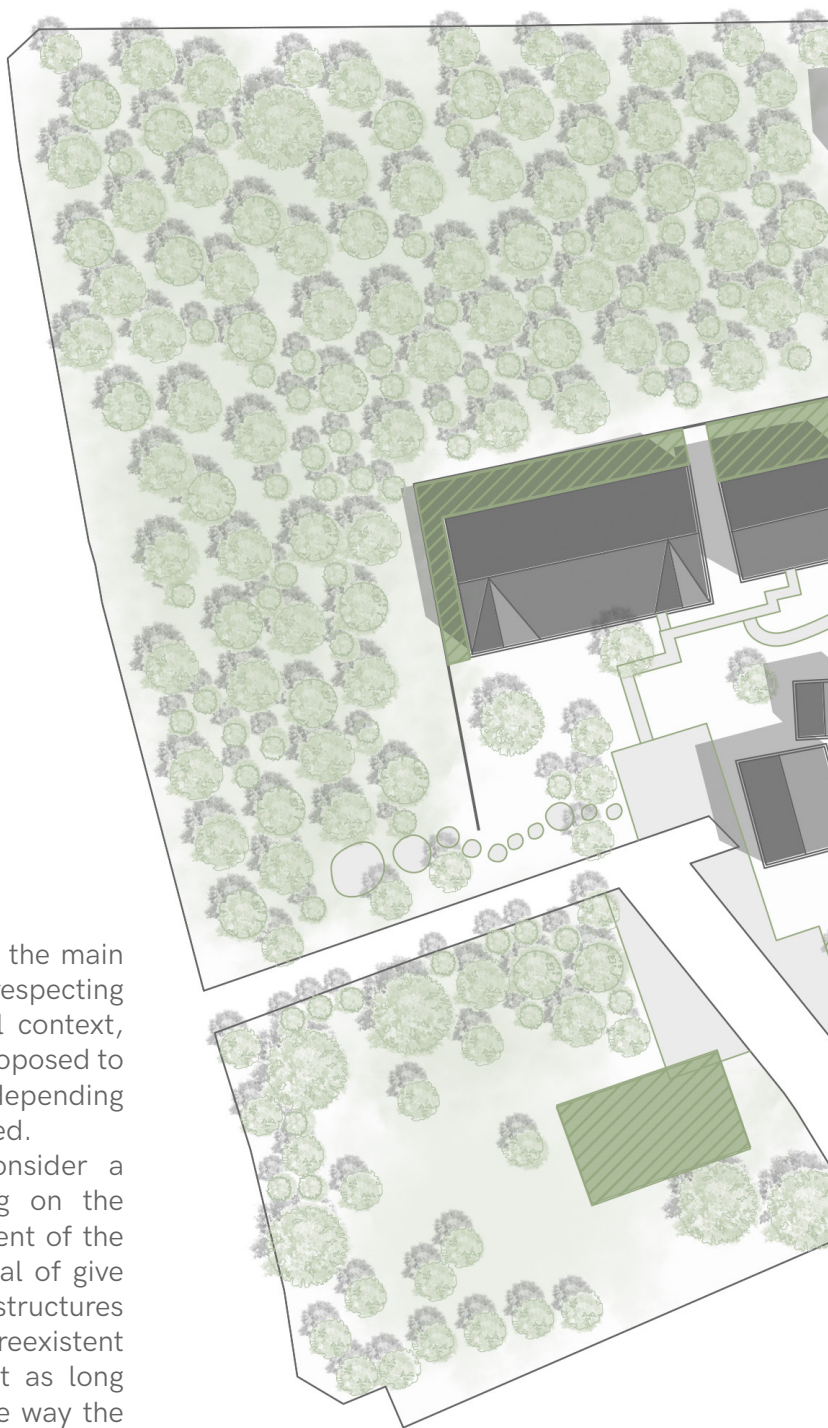 the main
respecting
l context,
oposed to
depending
ed.
onsider a
g on the
ent of the
al of give
structures
reexistent
t as long
e way the